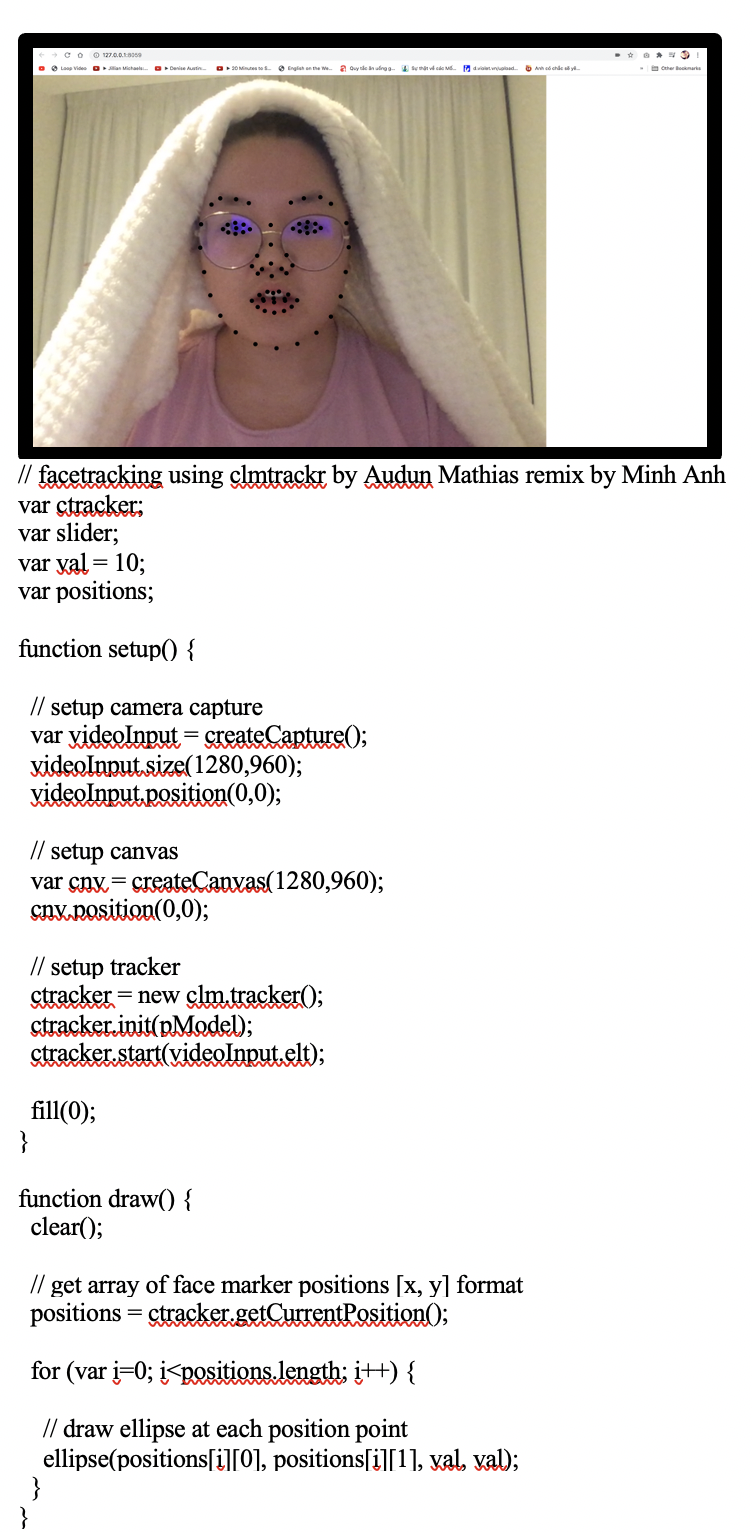 127.0.0.1:8059
Loop Video ▸ Jillian Michaels:... ▸ Denise Austin:... ▸ 20 Minutes to S... English on the We... Quy tắc ăn uống g... Sự thật về các Mố... d.violet.vn/upload... Anh có chắc sẽ yê... » Other Bookmarks
// facetracking using clmtrackr by Audun Mathias remix by Minh Anh
var ctracker;
var slider;
var val = 10;
var positions;
function setup() {
// setup camera capture
var videoInput = createCapture();
videoInput.size(1280,960);
videoInput.position(0,0);
// setup canvas
var cnv = createCanvas(1280,960);
cnv.position(0,0);
// setup tracker
ctracker = new clm.tracker();
ctracker.init(pModel);
ctracker.start(videoInput.elt);
fill(0);
}
function draw() {
clear();
// get array of face marker positions [x, y] format
positions = ctracker.getCurrentPosition();
for (var i=0; i<positions.length; i++) {
// draw ellipse at each position point
ellipse(positions[i][0], positions[i][1], val, val);
}
}